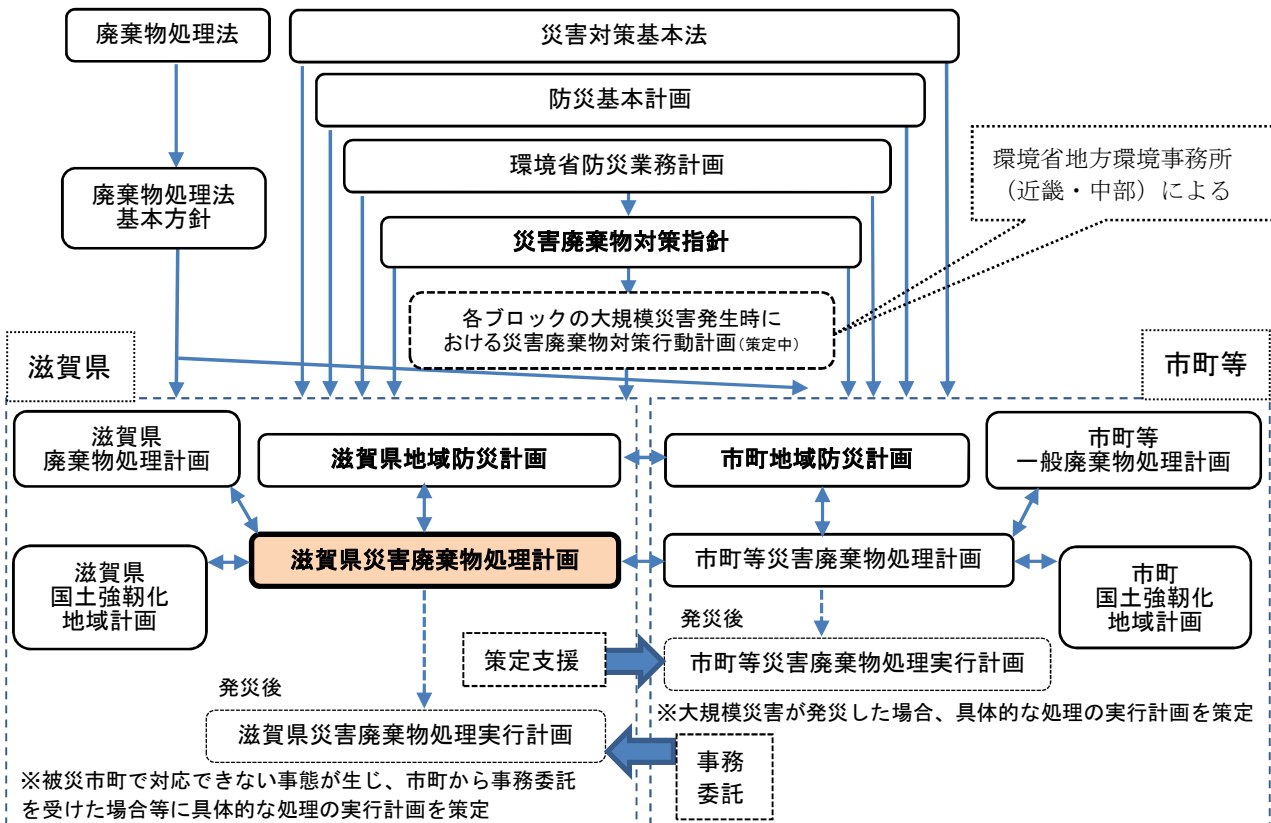 廃棄物処理法
災害対策基本法
防災基本計画
環境省防災業務計画
環境省地方環境事務所
（近畿・中部）による
廃棄物処理法
基本方針
災害廃棄物対策指針
各ブロックの大規模災害発生時に
おける災害廃棄物対策行動計画（策定中）
滋賀県
市町等
滋賀県
廃棄物処理計画
滋賀県地域防災計画
市町地域防災計画
市町等
一般廃棄物処理計画
滋賀県災害廃棄物処理計画
市町等災害廃棄物処理計画
滋賀県
国土強靱化
地域計画
市町
国土強靱化
地域計画
発災後
策定支援
市町等災害廃棄物処理実行計画
※大規模災害が発災した場合、具体的な処理の実行計画を策定
発災後
滋賀県災害廃棄物処理実行計画
事務
委託
※被災市町で対応できない事態が生じ、市町から事務委託
を受けた場合等に具体的な処理の実行計画を策定